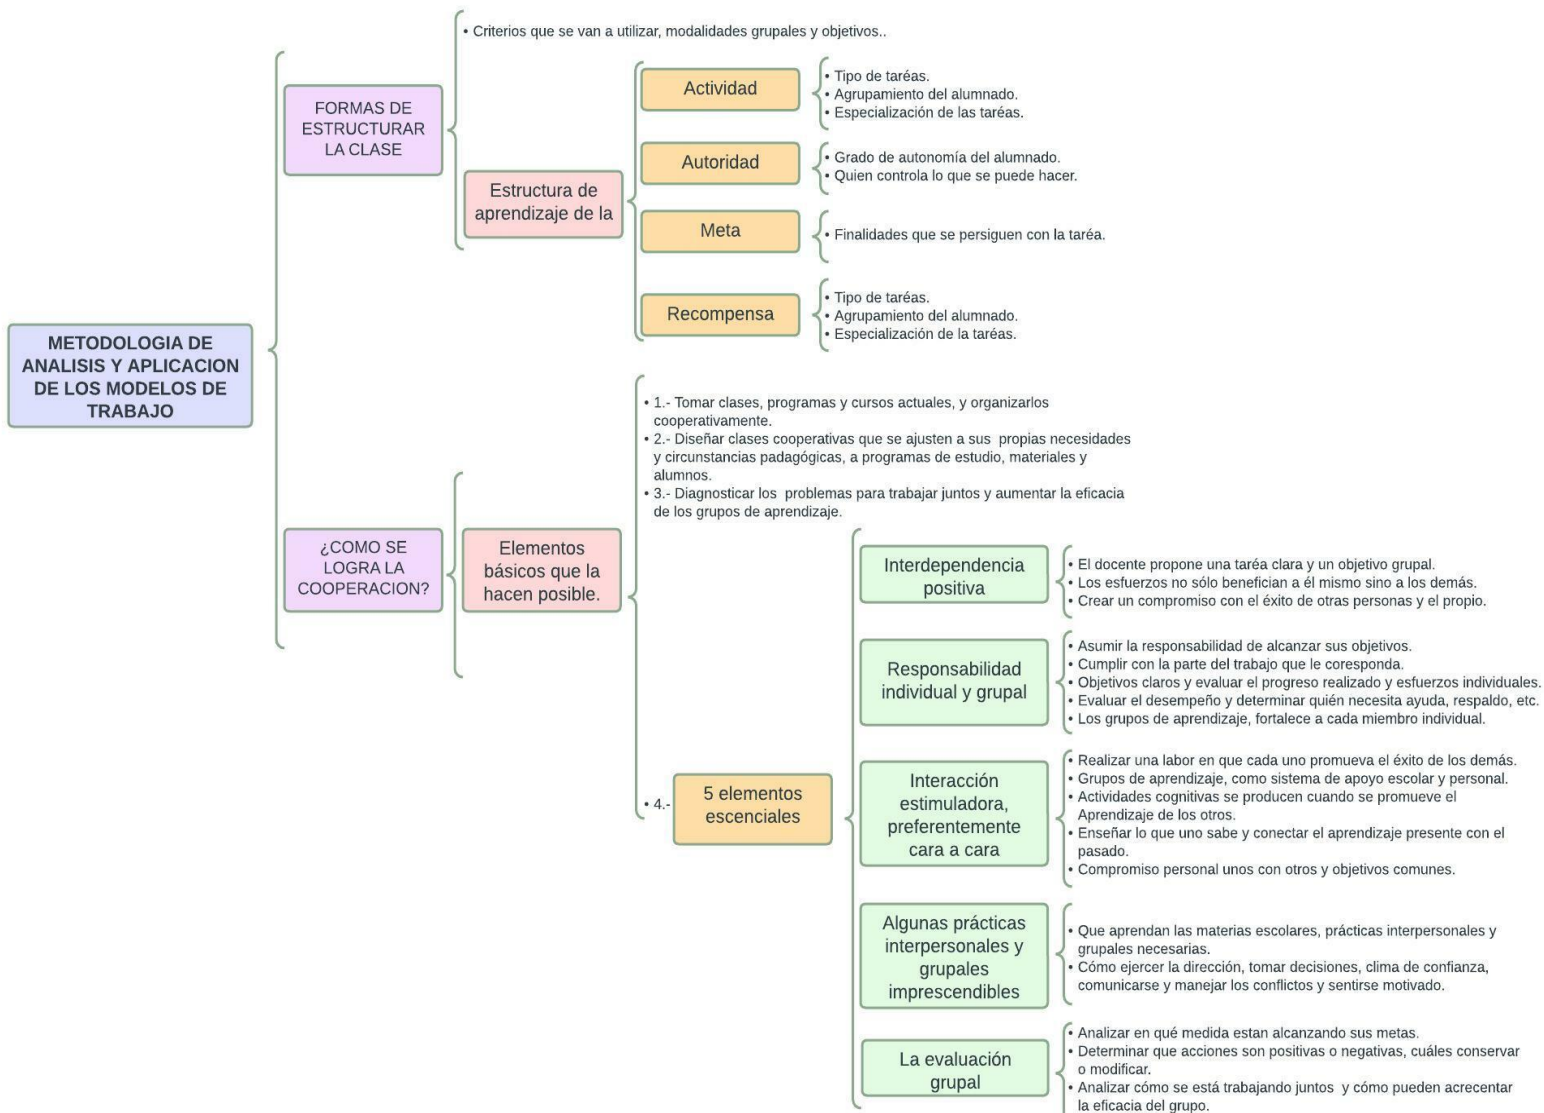 METODOLOGIA DE
ANALISIS Y APLICACION
DE LOS MODELOS DE
TRABAJO
FORMAS DE
ESTRUCTURAR
LA CLASE
• Criterios que se van a utilizar, modalidades grupales y objetivos..
Estructura de
aprendizaje de la
Actividad
• Tipo de taréas.
• Agrupamiento del alumnado.
• Especialización de las taréas.
Autoridad
• Grado de autonomía del alumnado.
• Quien controla lo que se puede hacer.
Meta
• Finalidades que se persiguen con la taréa.
Recompensa
• Tipo de taréas.
• Agrupamiento del alumnado.
• Especialización de la taréas.
¿COMO SE
LOGRA LA
COOPERACION?
Elementos
básicos que la
hacen posible.
• 1.- Tomar clases, programas y cursos actuales, y organizarlos
cooperativamente.
• 2.- Diseñar clases cooperativas que se ajusten a sus propias necesidades
y circunstancias padagógicas, a programas de estudio, materiales y
alumnos.
• 3.- Diagnosticar los problemas para trabajar juntos y aumentar la eficacia
de los grupos de aprendizaje.
• 4.-
5 elementos
escenciales
Interdependencia
positiva
• El docente propone una taréa clara y un objetivo grupal.
• Los esfuerzos no sólo benefician a él mismo sino a los demás.
• Crear un compromiso con el éxito de otras personas y el propio.
Responsabilidad
individual y grupal
• Asumir la responsabilidad de alcanzar sus objetivos.
• Cumplir con la parte del trabajo que le coresponda.
• Objetivos claros y evaluar el progreso realizado y esfuerzos individuales.
• Evaluar el desempeño y determinar quién necesita ayuda, respaldo, etc.
• Los grupos de aprendizaje, fortalece a cada miembro individual.
Interacción
estimuladora,
preferentemente
cara a cara
• Realizar una labor en que cada uno promueva el éxito de los demás.
• Grupos de aprendizaje, como sistema de apoyo escolar y personal.
• Actividades cognitivas se producen cuando se promueve el
Aprendizaje de los otros.
• Enseñar lo que uno sabe y conectar el aprendizaje presente con el
pasado.
• Compromiso personal unos con otros y objetivos comunes.
Algunas prácticas
interpersonales y
grupales
imprescendibles
• Que aprendan las materias escolares, prácticas interpersonales y
grupales necesarias.
• Cómo ejercer la dirección, tomar decisiones, clima de confianza,
comunicarse y manejar los conflictos y sentirse motivado.
La evaluación
grupal
• Analizar en qué medida estan alcanzando sus metas.
• Determinar que acciones son positivas o negativas, cuáles conservar
o modificar.
• Analizar cómo se está trabajando juntos y cómo pueden acrecentar
la eficacia del grupo.